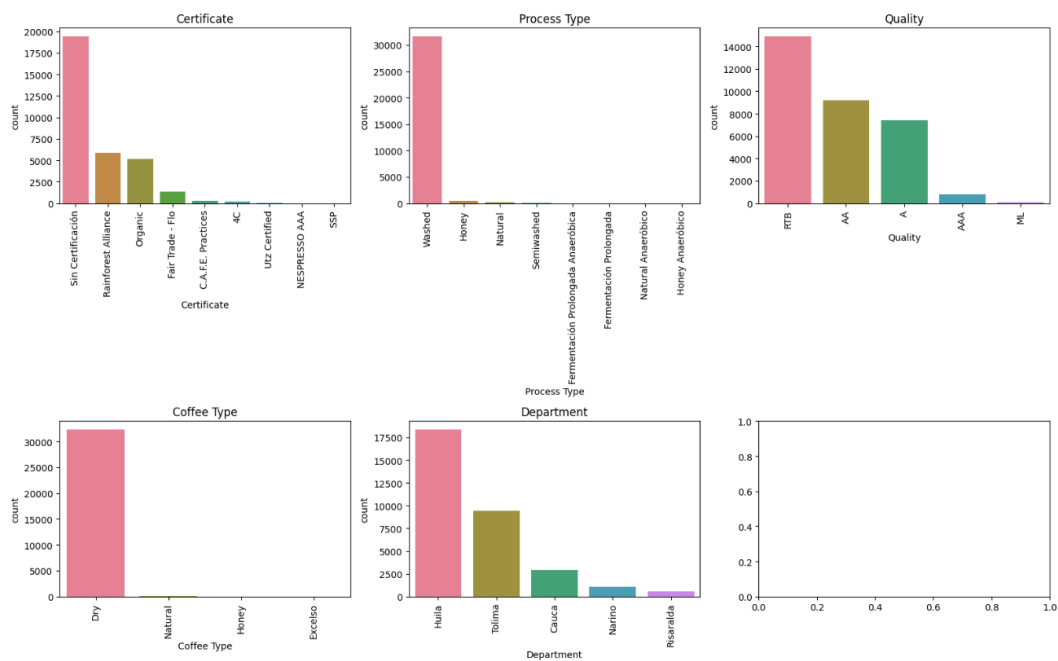 Certificate
20000
17500
15000
12500
10000
7500
5000
2500
0
count
Sin Certificación
Rainforest Alliance
Organic
Fair Trade - Flo
C.A.F.E. Practices
4C
Utz Certified
NESPRESSO AAA
SSP
Certificate
Process Type
30000
25000
20000
15000
10000
5000
0
count
Washed
Honey
Natural
Semiwashed
Fermentación Prolongada Anaeróbica
Fermentación Prolongada
Natural Anaeróbico
Honey Anaeróbico
Process Type
Quality
14000
12000
10000
8000
6000
4000
2000
0
count
RTB
AA
A
AAA
ML
Quality
Coffee Type
30000
25000
20000
15000
10000
5000
0
count
Dry
Natural
Honey
Excelso
Coffee Type
Department
17500
15000
12500
10000
7500
5000
2500
0
count
Huila
Tolima
Cauca
Narino
Risaralda
Department
1.0
0.8
0.6
0.4
0.2
0.0
0.0 0.2 0.4 0.6 0.8 1.0